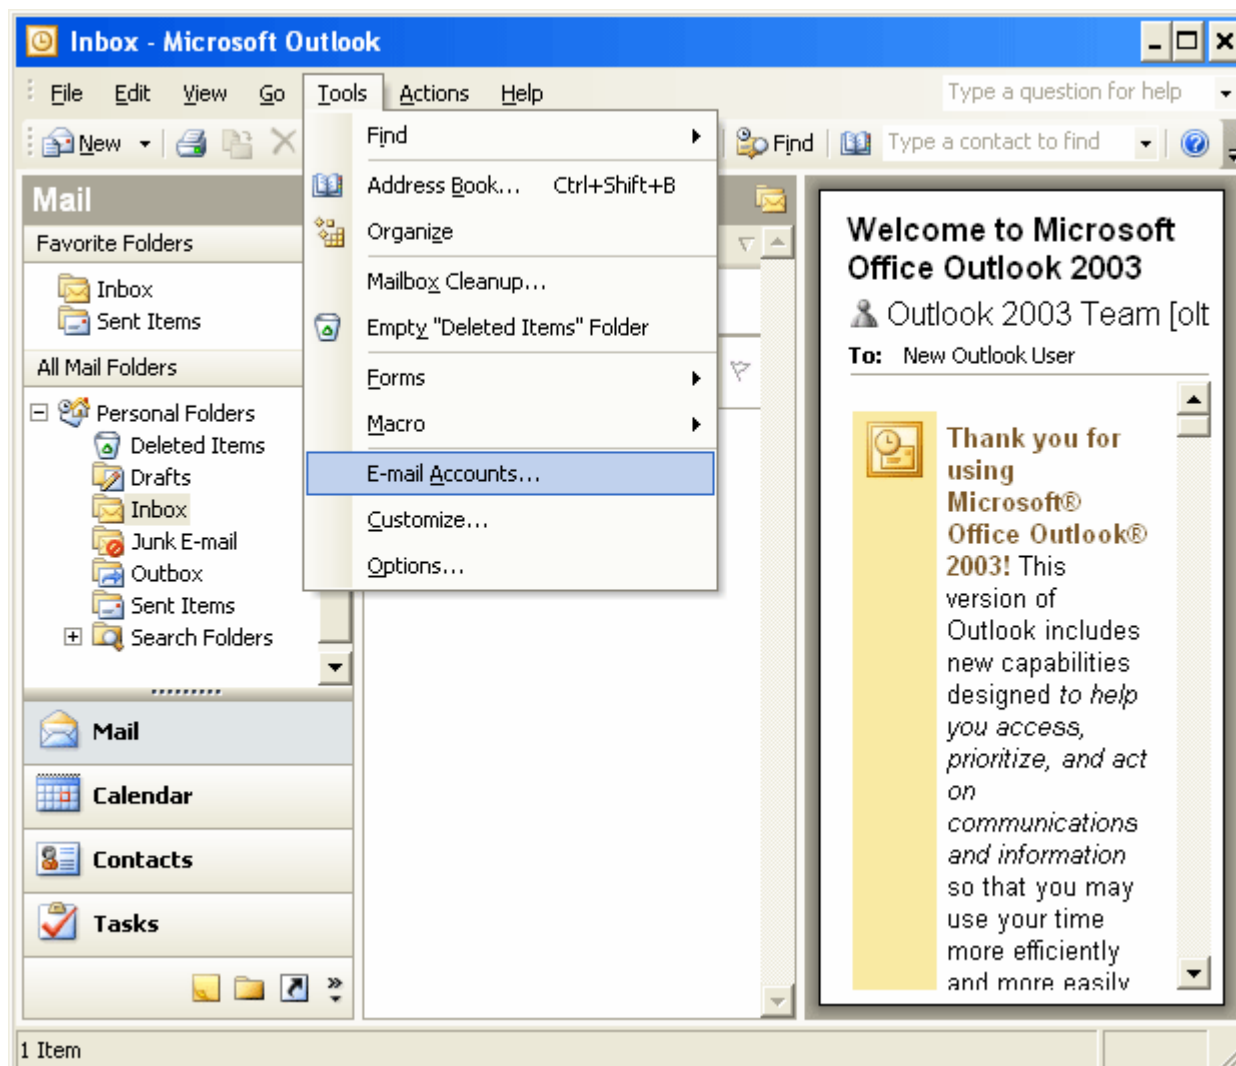 Inbox - Microsoft Outlook
File Edit View Go Tools Actions Help Type a question for help
New Find Type a contact to find
Mail
Favorite Folders
Inbox
Sent Items
All Mail Folders
Personal Folders
Deleted Items
Drafts
Inbox
Junk E-mail
Outbox
Sent Items
Search Folders
Mail
Calendar
Contacts
Tasks
Find
Address Book... Ctrl+Shift+B
Organize
Mailbox Cleanup...
Empty "Deleted Items" Folder
Forms
Macro
E-mail Accounts...
Customize...
Options...
Welcome to Microsoft
Office Outlook 2003
Outlook 2003 Team [olt
To: New Outlook User
Thank you for
using
Microsoft®
Office Outlook®
2003! This
version of
Outlook includes
new capabilities
designed to help
you access,
prioritize, and act
on
communications
and information
so that you may
use your time
more efficiently
and more easily
1 Item